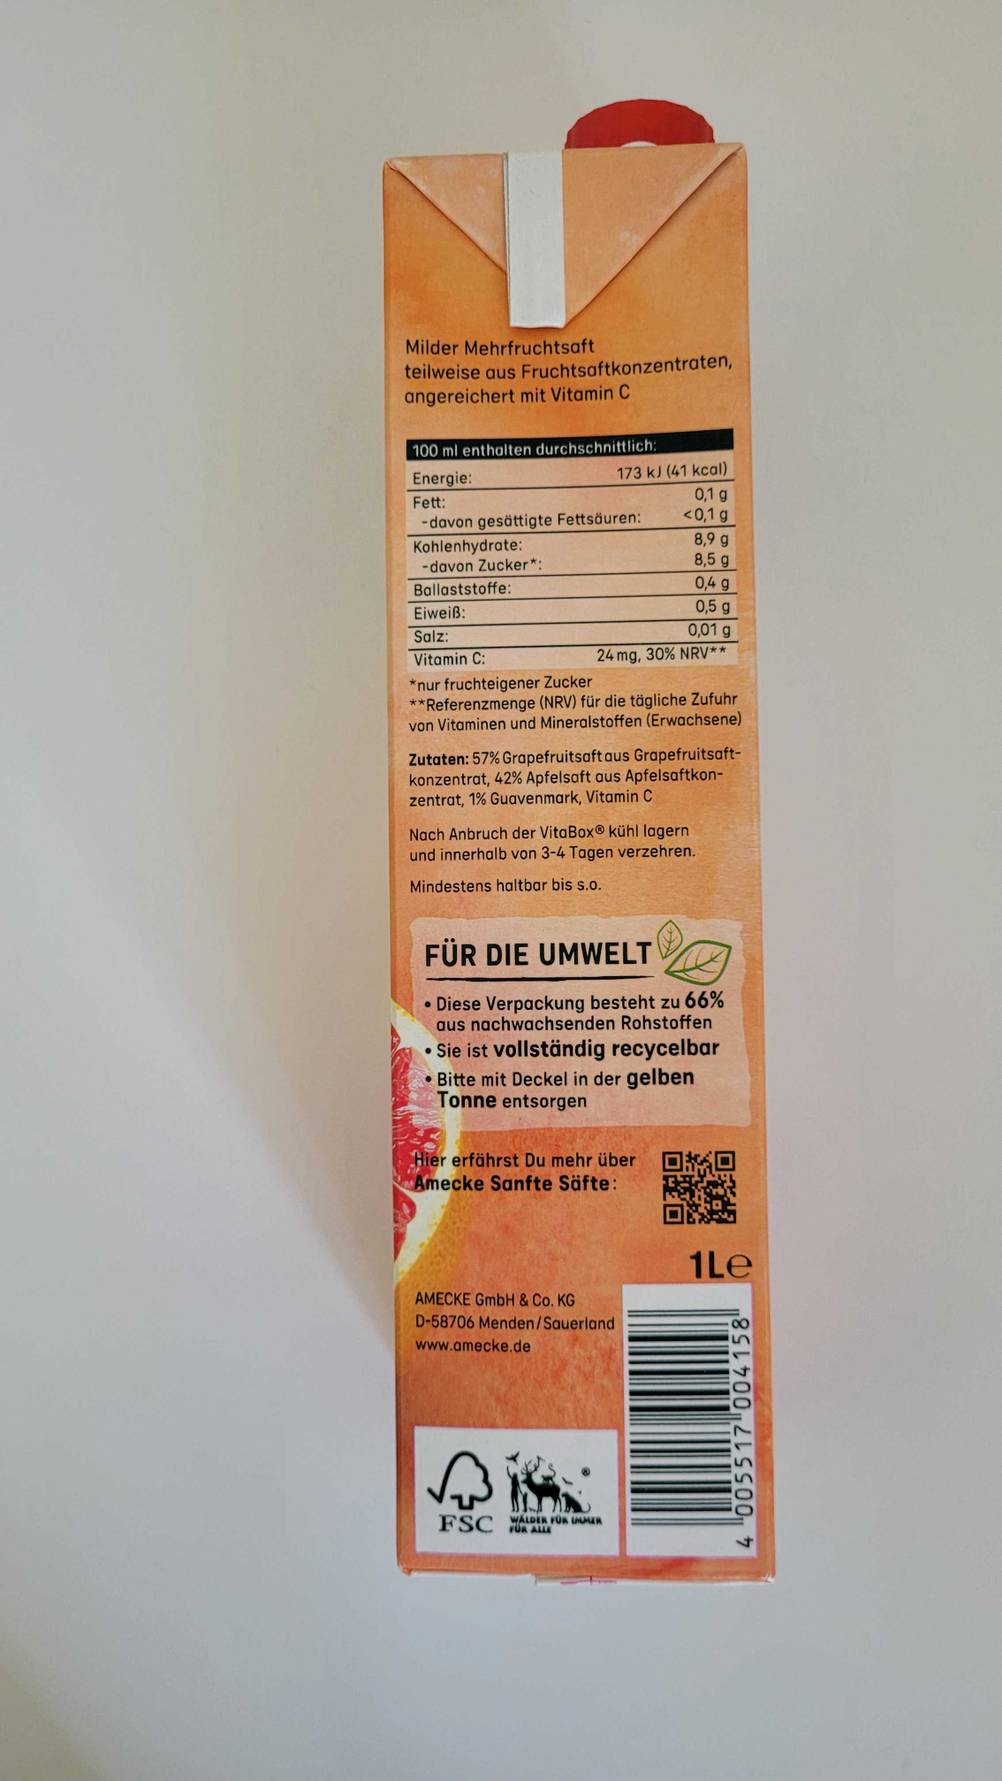 Milder Mehrfruchtsaft
teilweise aus Fruchtsaftkonzentraten,
angereichert mit Vitamin C
100 ml enthalten durchschnittlich:
Energie: 173 kJ (41 kcal)
Fett: 0,1 g
-davon gesättigte Fettsäuren: <0,1 g
Kohlenhydrate: 8,9 g
-davon Zucker*: 8,5 g
Ballaststoffe: 0,4 g
Eiweiß: 0,5 g
Salz: 0,01 g
Vitamin C: 24 mg, 30% NRV**
*nur fruchteigener Zucker
**Referenzmenge (NRV) für die tägliche Zufuhr
von Vitaminen und Mineralstoffen (Erwachsene)
Zutaten: 57% Grapefruitsaft aus Grapefruitsaft-
konzentrat, 42% Apfelsaft aus Apfelsaftkon-
zentrat, 1% Guavenmark, Vitamin C
Nach Anbruch der VitaBox® kühl lagern
und innerhalb von 3-4 Tagen verzehren.
Mindestens haltbar bis s.o.
FÜR DIE UMWELT
• Diese Verpackung besteht zu 66%
aus nachwachsenden Rohstoffen
• Sie ist vollständig recycelbar
• Bitte mit Deckel in der gelben
Tonne entsorgen
Hier erfährst Du mehr über
Amecke Sanfte Säfte:
1L℮
AMECKE GmbH & Co. KG
D-58706 Menden/Sauerland
www.amecke.de
4 005517 004158
FSC
®
WÄLDER FÜR IMMER
FÜR ALLE